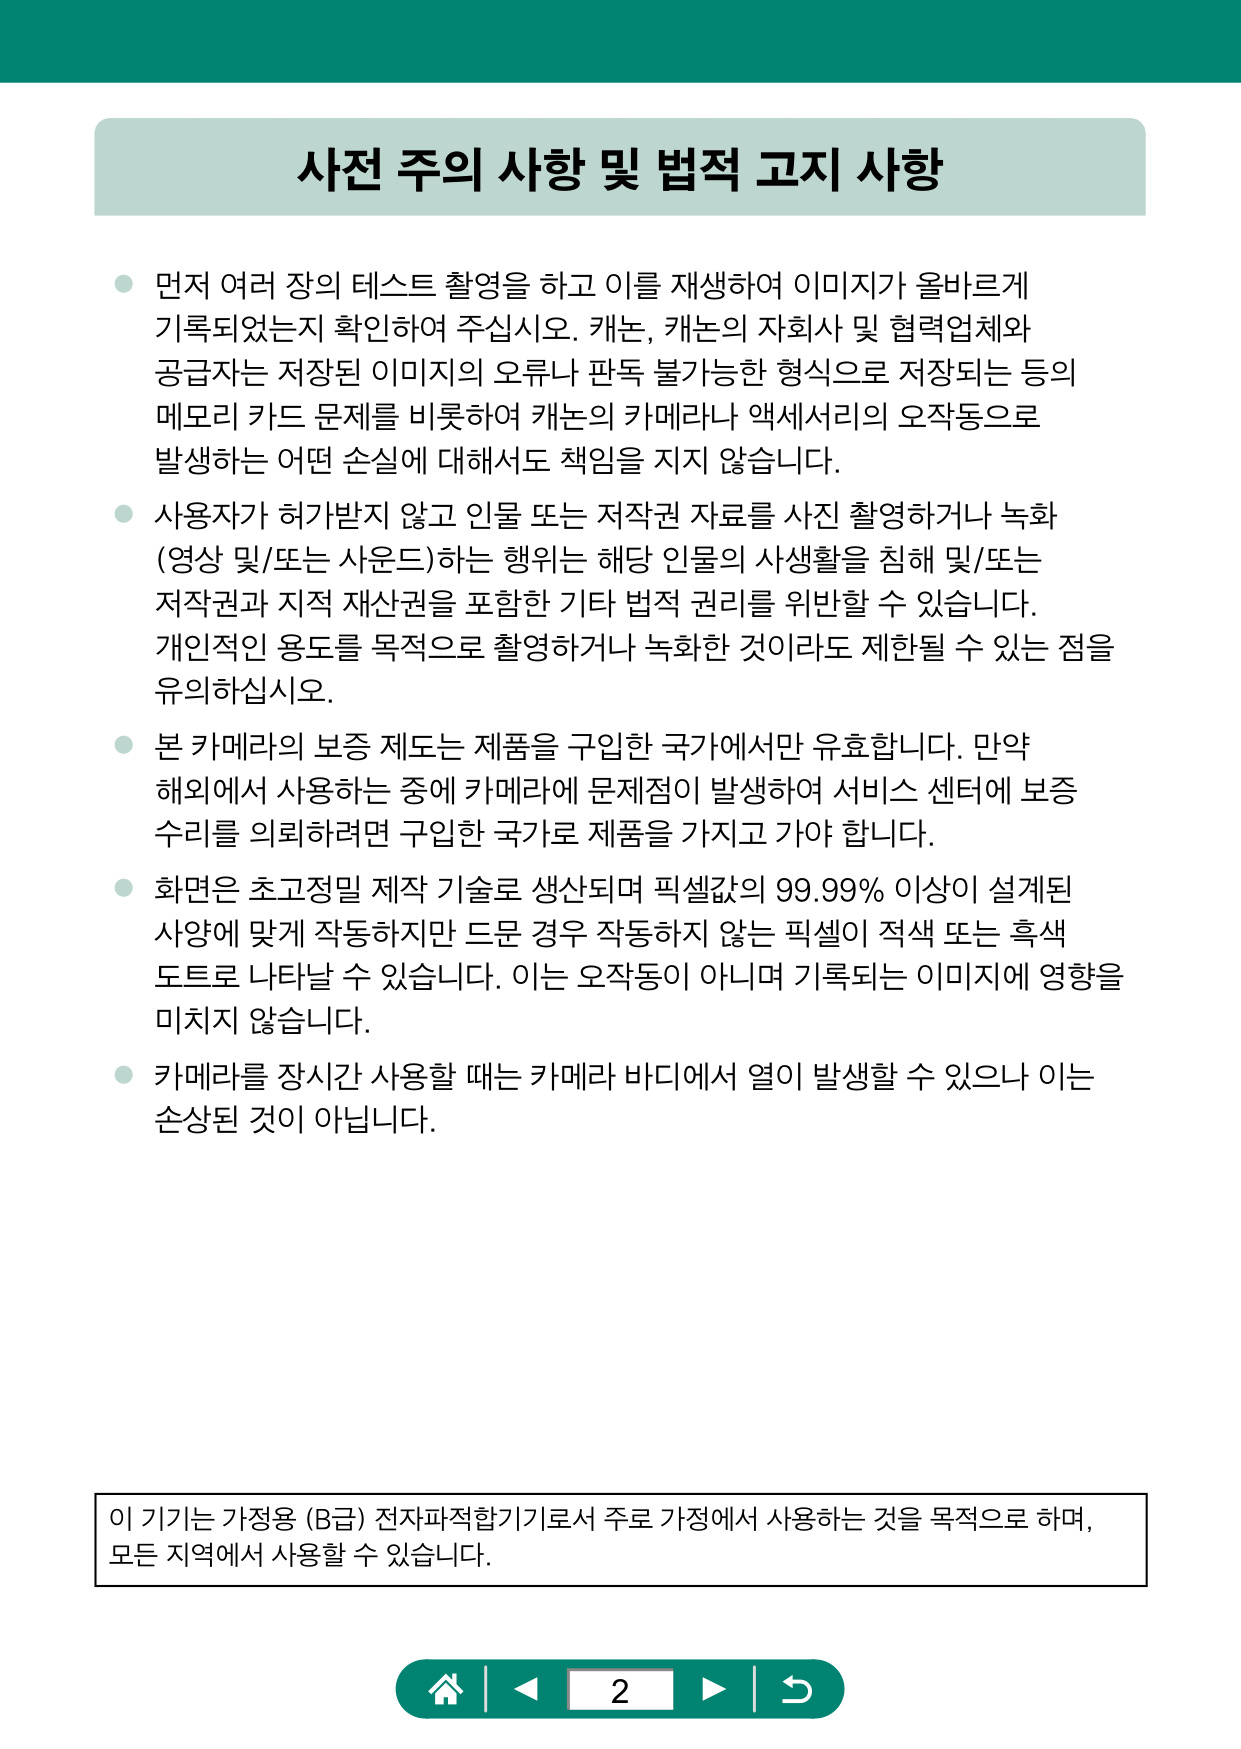 사전 주의 사항 및 법적 고지 사항
먼저 여러 장의 테스트 촬영을 하고 이를 재생하여 이미지가 올바르게
기록되었는지 확인하여 주십시오. 캐논, 캐논의 자회사 및 협력업체와
공급자는 저장된 이미지의 오류나 판독 불가능한 형식으로 저장되는 등의
메모리 카드 문제를 비롯하여 캐논의 카메라나 액세서리의 오작동으로
발생하는 어떤 손실에 대해서도 책임을 지지 않습니다.
사용자가 허가받지 않고 인물 또는 저작권 자료를 사진 촬영하거나 녹화
(영상 및/또는 사운드)하는 행위는 해당 인물의 사생활을 침해 및/또는
저작권과 지적 재산권을 포함한 기타 법적 권리를 위반할 수 있습니다.
개인적인 용도를 목적으로 촬영하거나 녹화한 것이라도 제한될 수 있는 점을
유의하십시오.
본 카메라의 보증 제도는 제품을 구입한 국가에서만 유효합니다. 만약
해외에서 사용하는 중에 카메라에 문제점이 발생하여 서비스 센터에 보증
수리를 의뢰하려면 구입한 국가로 제품을 가지고 가야 합니다.
화면은 초고정밀 제작 기술로 생산되며 픽셀값의 99.99% 이상이 설계된
사양에 맞게 작동하지만 드문 경우 작동하지 않는 픽셀이 적색 또는 흑색
도트로 나타날 수 있습니다. 이는 오작동이 아니며 기록되는 이미지에 영향을
미치지 않습니다.
카메라를 장시간 사용할 때는 카메라 바디에서 열이 발생할 수 있으나 이는
손상된 것이 아닙니다.
이 기기는 가정용 (B급) 전자파적합기기로서 주로 가정에서 사용하는 것을 목적으로 하며,
모든 지역에서 사용할 수 있습니다.
2